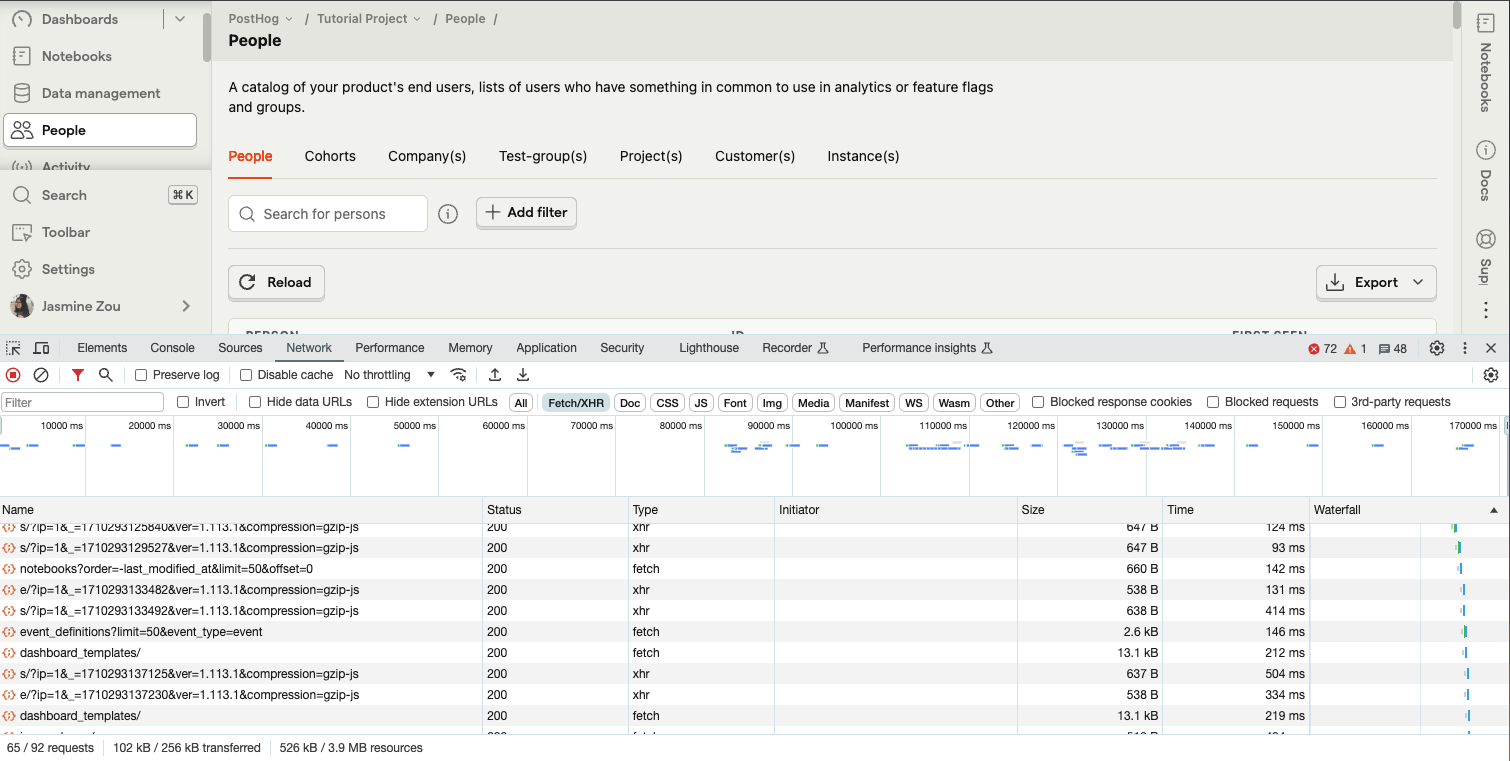 Dashboards
Notebooks
Data management
People
Activity
Search ⌘ K
Toolbar
Settings
Jasmine Zou
PostHog / Tutorial Project / People /
People
A catalog of your product's end users, lists of users who have something in common to use in analytics or feature flags
and groups.
People Cohorts Company(s) Test-group(s) Project(s) Customer(s) Instance(s)
Search for persons
Add filter
Reload
Export
PERSON ID FIRST SEEN
Notebooks
Docs
Elements Console Sources Network Performance Memory Application Security Lighthouse Recorder Performance insights 72 1 48
Preserve log Disable cache No throttling
Filter Invert Hide data URLs Hide extension URLs All Fetch/XHR Doc CSS JS Font Img Media Manifest WS Wasm Other Blocked response cookies Blocked requests 3rd-party requests
10000 ms 20000 ms 30000 ms 40000 ms 50000 ms 60000 ms 70000 ms 80000 ms 90000 ms 100000 ms 110000 ms 120000 ms 130000 ms 140000 ms 150000 ms 160000 ms 170000 ms
Name Status Type Initiator Size Time Waterfall
s/?ip=1&_=1710293125840&ver=1.113.1&compression=gzip-js 200 xhr 647 B 124 ms
s/?ip=1&_=1710293129527&ver=1.113.1&compression=gzip-js 200 xhr 647 B 93 ms
notebooks?order=-last_modified_at&limit=50&offset=0 200 fetch 660 B 142 ms
e/?ip=1&_=1710293133482&ver=1.113.1&compression=gzip-js 200 xhr 538 B 131 ms
s/?ip=1&_=1710293133492&ver=1.113.1&compression=gzip-js 200 xhr 638 B 414 ms
event_definitions?limit=50&event_type=event 200 fetch 2.6 kB 146 ms
dashboard_templates/ 200 fetch 13.1 kB 212 ms
s/?ip=1&_=1710293137125&ver=1.113.1&compression=gzip-js 200 xhr 637 B 504 ms
e/?ip=1&_=1710293137230&ver=1.113.1&compression=gzip-js 200 xhr 538 B 334 ms
dashboard_templates/ 200 fetch 13.1 kB 219 ms
65 / 92 requests 102 kB / 256 kB transferred 526 kB / 3.9 MB resources